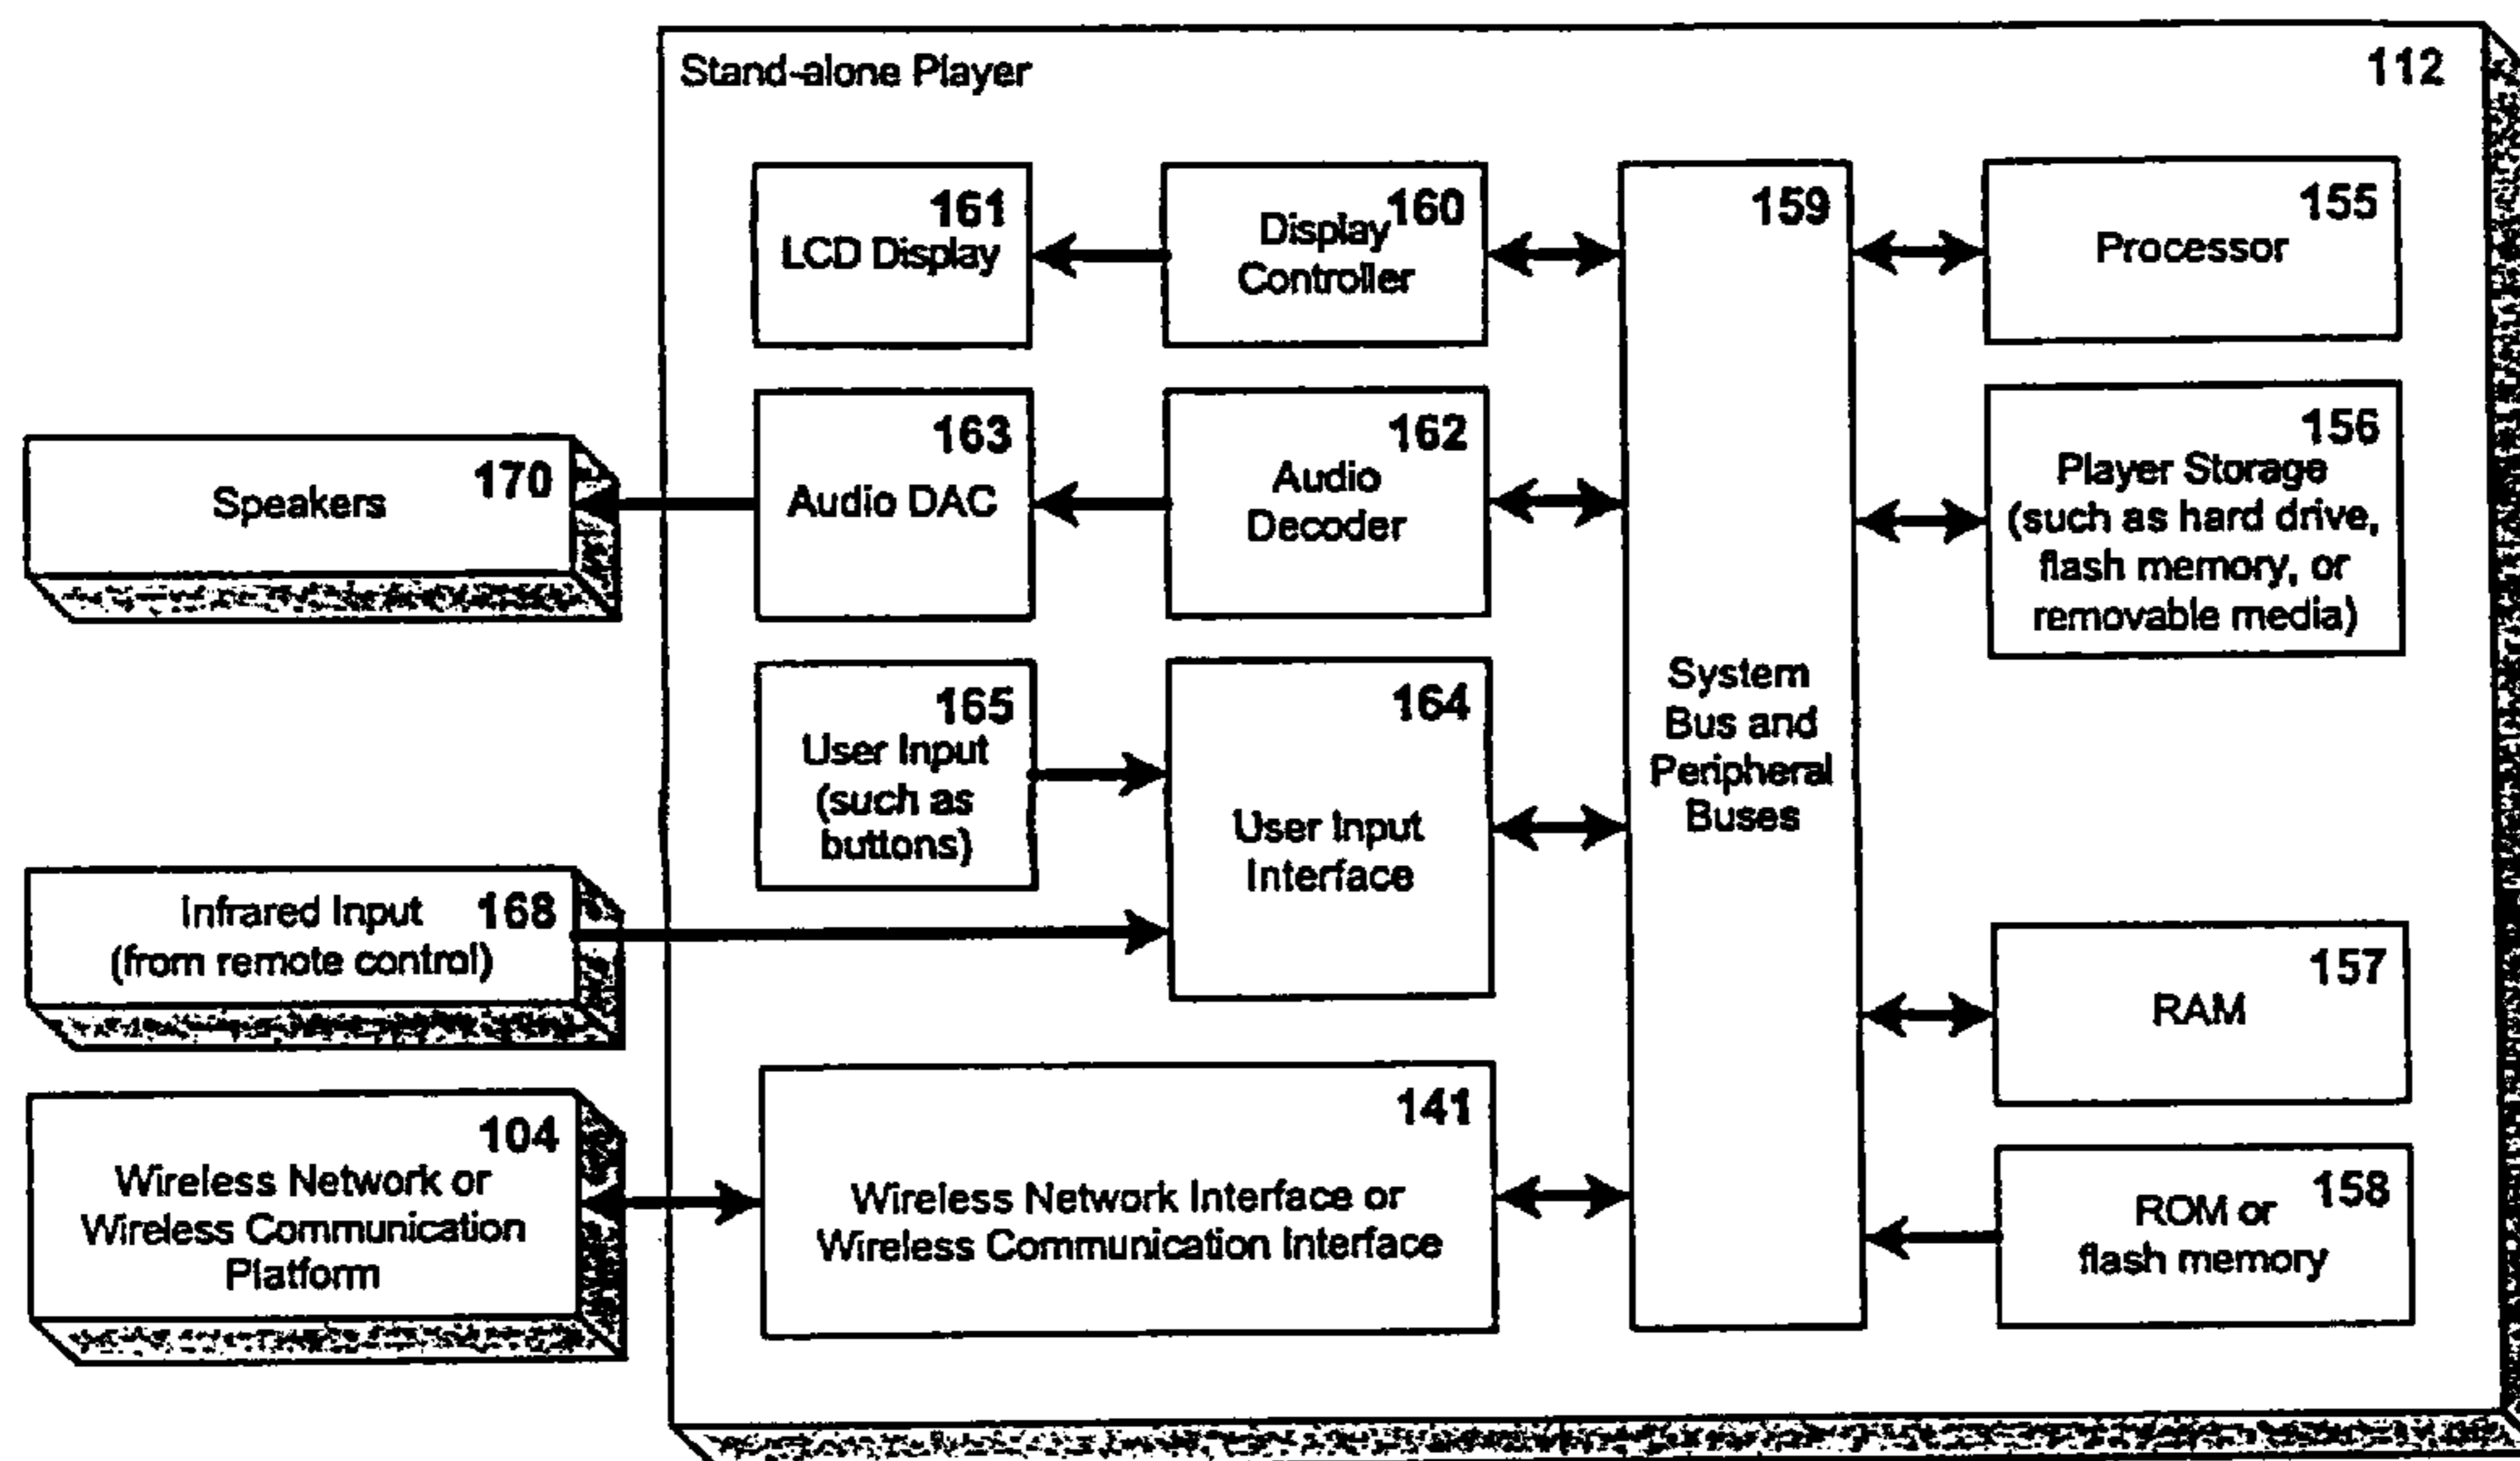 Stand-alone Player
112
161
LCD Display
160
Display
Controller
159
System
Bus and
Peripheral
Buses
155
Processor
170
Speakers
163
Audio DAC
162
Audio
Decoder
156
Player Storage
(such as hard drive,
flash memory, or
removable media)
165
User Input
(such as
buttons)
164
User Input
Interface
168
Infrared Input
(from remote control)
157
RAM
104
Wireless Network or
Wireless Communication
Platform
141
Wireless Network Interface or
Wireless Communication Interface
158
ROM or
flash memory